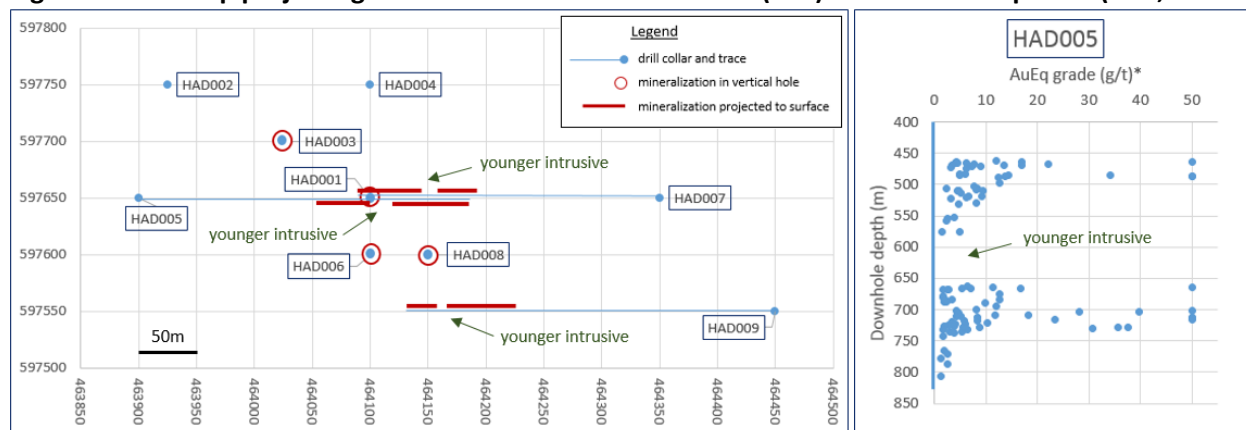 597800
597750
597700
597650
597600
597550
597500
463850
463900
463950
464000
464050
464100
464150
464200
464250
464300
464350
464400
464450
464500
Legend
drill collar and trace
mineralization in vertical hole
mineralization projected to surface
HAD002
HAD004
HAD003
younger intrusive
HAD001
HAD005
HAD007
younger intrusive
HAD006
HAD008
HAD009
younger intrusive
50m
HAD005
AuEq grade (g/t)*
0 10 20 30 40 50
Downhole depth (m)
400
450
500
550
600
650
700
750
800
850
younger intrusive